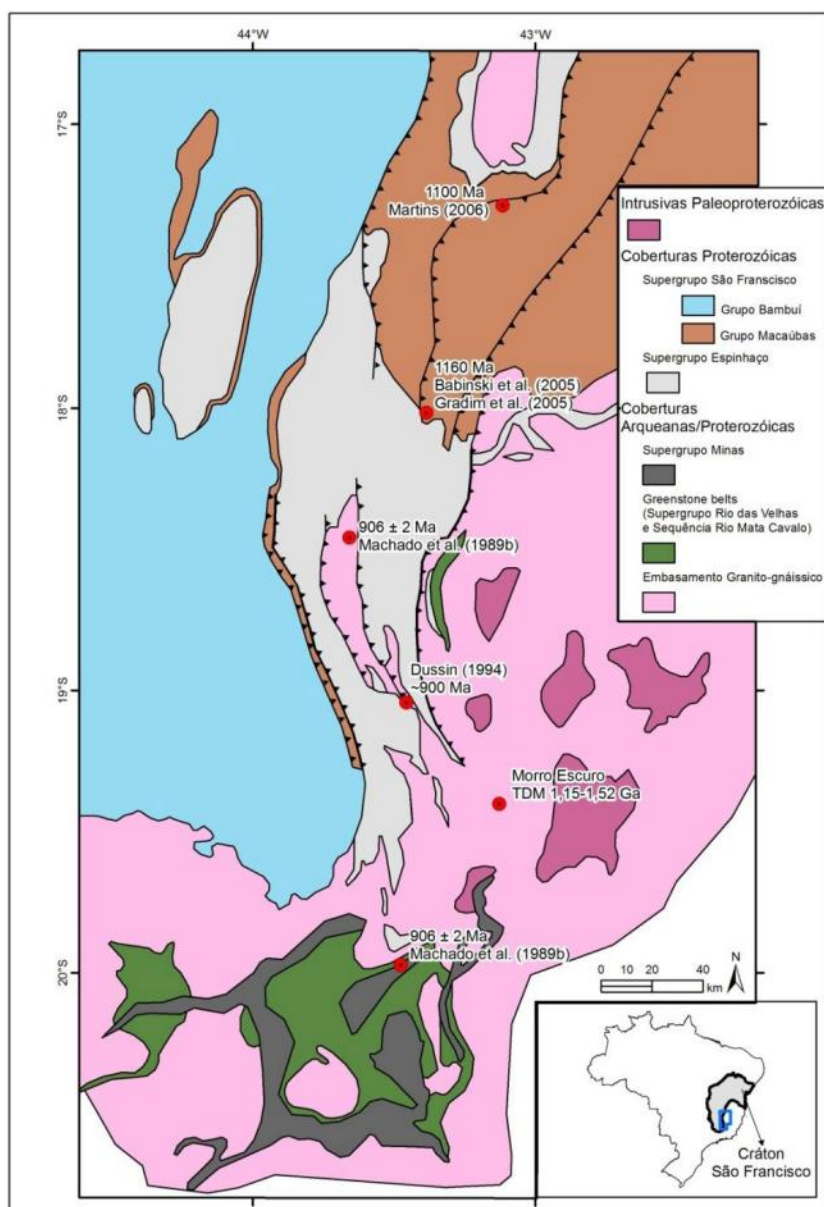 44°W
43°W
17°S
18°S
19°S
20°S
1100 Ma
Martins (2006)
1160 Ma
Babinski et al. (2005)
Gradim et al. (2005)
906 ± 2 Ma
Machado et al. (1989b)
Dussin (1994)
~900 Ma
Morro Escuro
TDM 1,15-1,52 Ga
906 ± 2 Ma
Machado et al. (1989b)
Intrusivas Paleoproterozóicas
Coberturas Proterozóicas
Supergrupo São Franscisco
Grupo Bambuí
Grupo Macaúbas
Supergrupo Espinhaço
Coberturas
Arqueanas/Proterozóicas
Supergrupo Minas
Greenstone belts
(Supergrupo Rio das Velhas
e Sequência Rio Mata Cavalo)
Embasamento Granito-gnáissico
N
0 20 40
km
Cráton
São Francisco